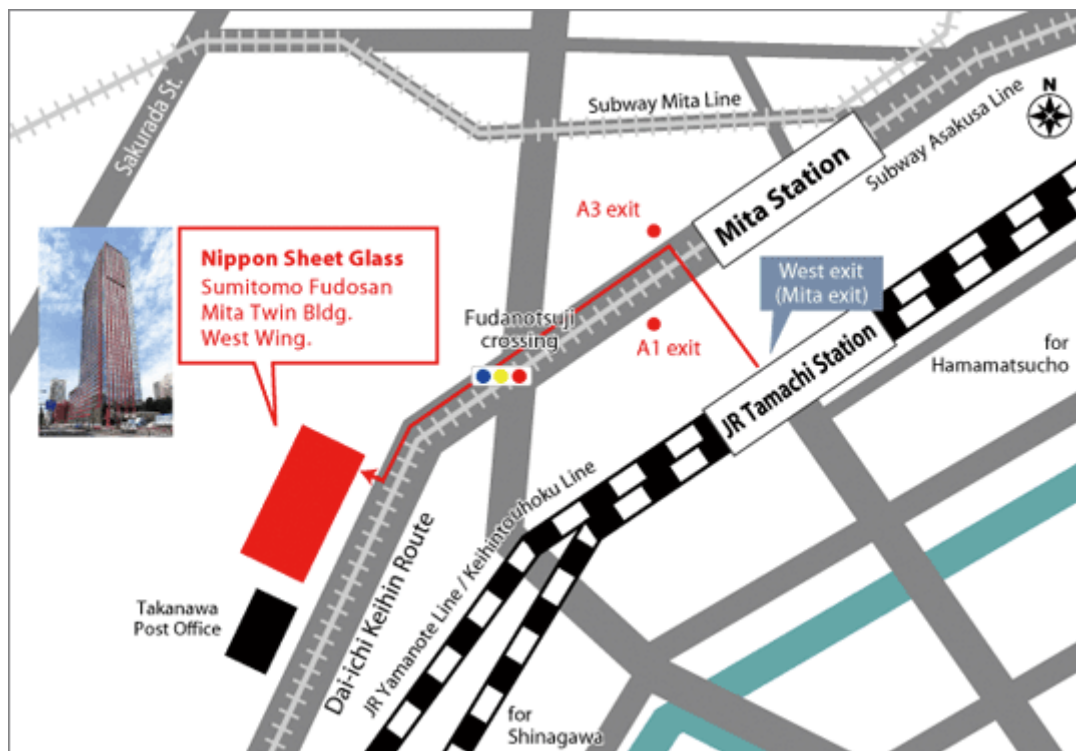 Sakurada St.
Subway Mita Line
N
Subway Asakusa Line
Mita Station
A3 exit
West exit
(Mita exit)
Nippon Sheet Glass
Sumitomo Fudosan
Mita Twin Bldg.
West Wing.
Fudanotsuji
crossing
A1 exit
for
Hamamatsucho
JR Tamachi Station
JR Yamanote Line / Keihintouhoku Line
Dai-ichi Keihin Route
Takanawa
Post Office
for
Shinagawa